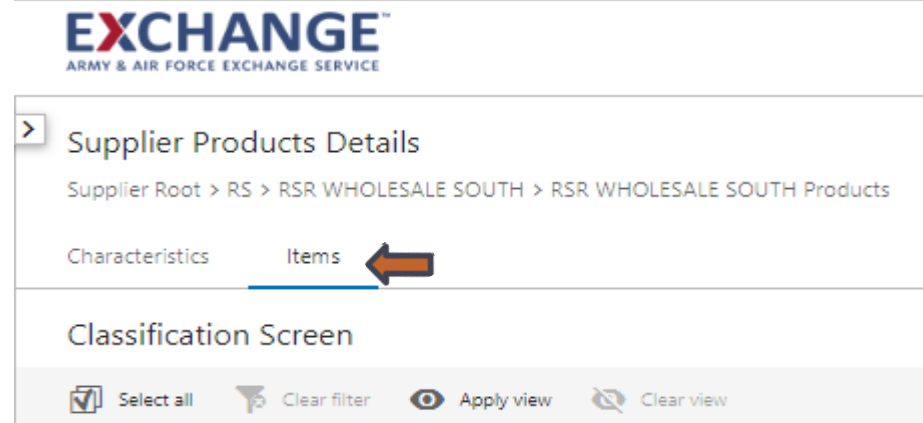 EXCHANGE™
ARMY & AIR FORCE EXCHANGE SERVICE
>
Supplier Products Details
Supplier Root > RS > RSR WHOLESALE SOUTH > RSR WHOLESALE SOUTH Products
Characteristics Items
Classification Screen
Select all Clear filter Apply view Clear view